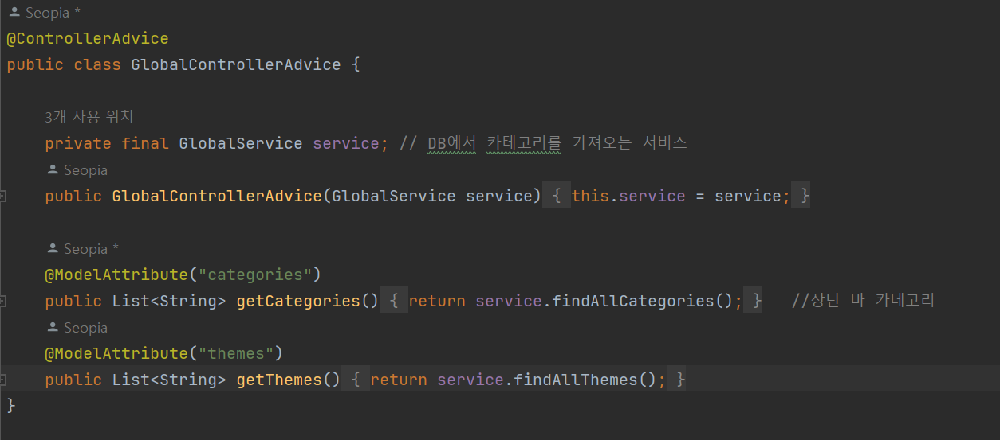 Seopia *
@ControllerAdvice
public class GlobalControllerAdvice {
3개 사용 위치
private final GlobalService service; // DB에서 카테고리를 가져오는 서비스
Seopia
public GlobalControllerAdvice(GlobalService service) { this.service = service; }
Seopia *
@ModelAttribute("categories")
public List<String> getCategories() { return service.findAllCategories(); } //상단 바 카테고리
Seopia
@ModelAttribute("themes")
public List<String> getThemes() { return service.findAllThemes(); }
}